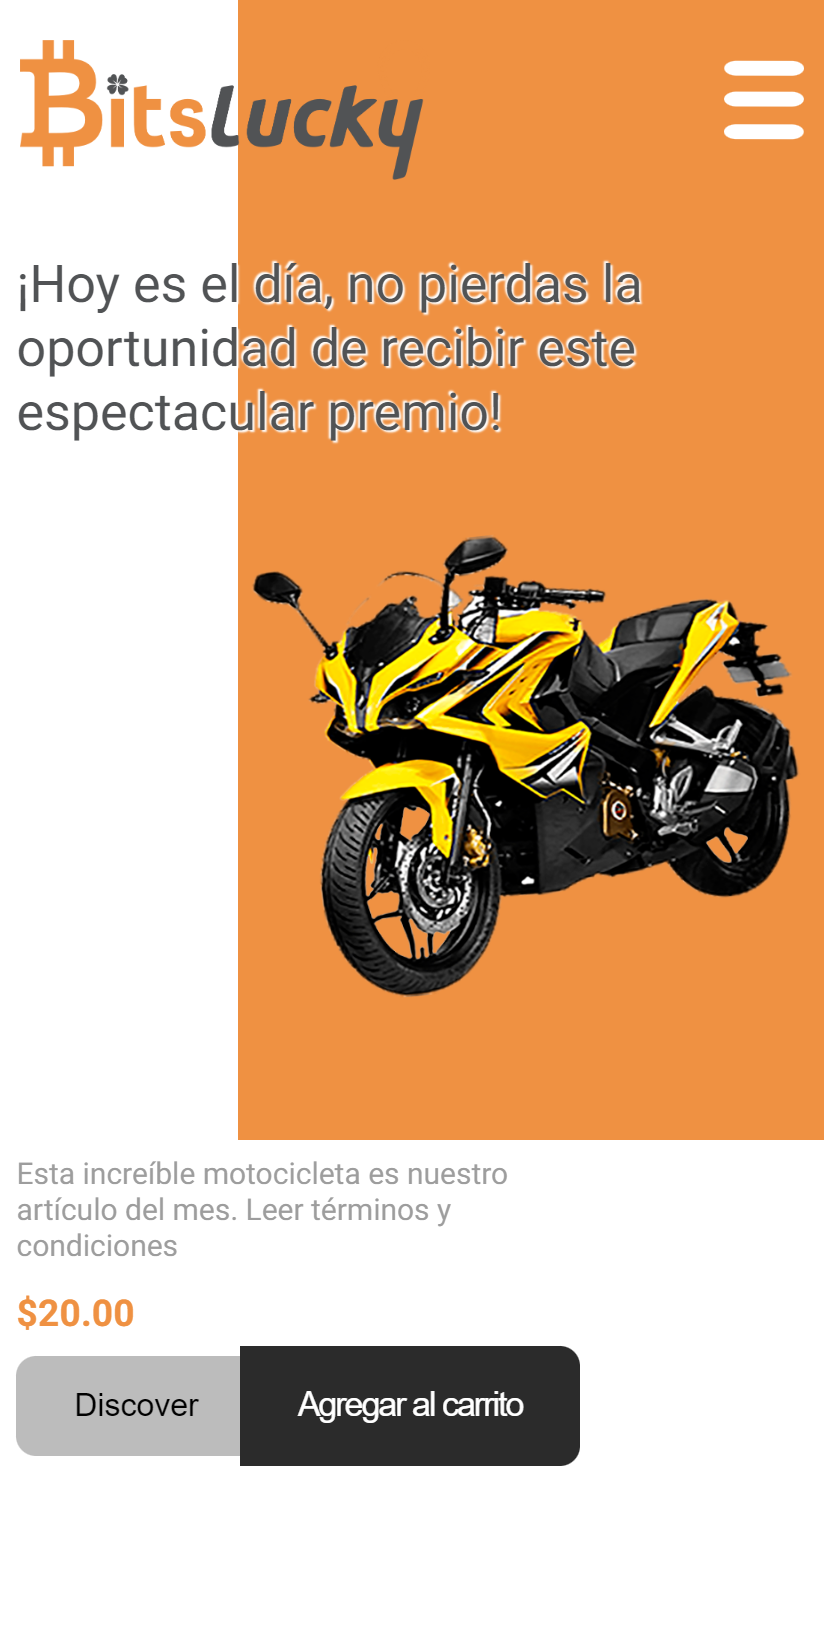 Bitslucky
¡Hoy es el día, no pierdas la
oportunidad de recibir este
espectacular premio!
Esta increíble motocicleta es nuestro
artículo del mes. Leer términos y
condiciones
$20.00
Discover
Agregar al carrito